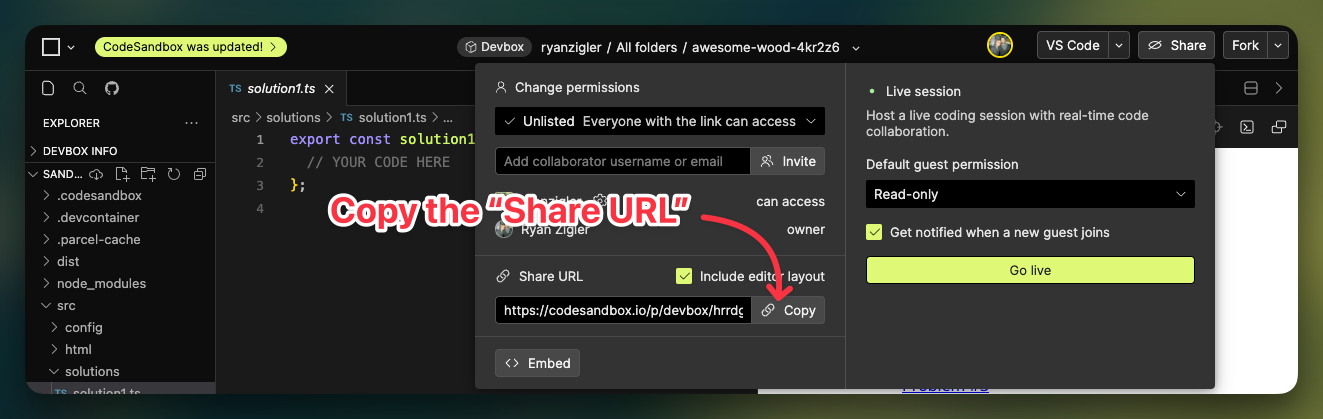 CodeSandbox was updated! >
Devbox
ryanzigler / All folders / awesome-wood-4kr2z6
VS Code
Share
Fork
EXPLORER
...
DEVBOX INFO
SAND...
.codesandbox
.devcontainer
.parcel-cache
dist
node_modules
src
config
html
solutions
TS solution1.ts
TS solution1.ts
src > solutions > TS solution1.ts > ...
1 export const solution1
2 // YOUR CODE HERE
3 };
4
Change permissions
Unlisted Everyone with the link can access
Add collaborator username or email
Invite
can access
Ryan Zigler
owner
Copy the “Share URL”
Share URL
Include editor layout
https://codesandbox.io/p/devbox/hrrdg
Copy
<> Embed
Live session
Host a live coding session with real-time code
collaboration.
Default guest permission
Read-only
Get notified when a new guest joins
Go live